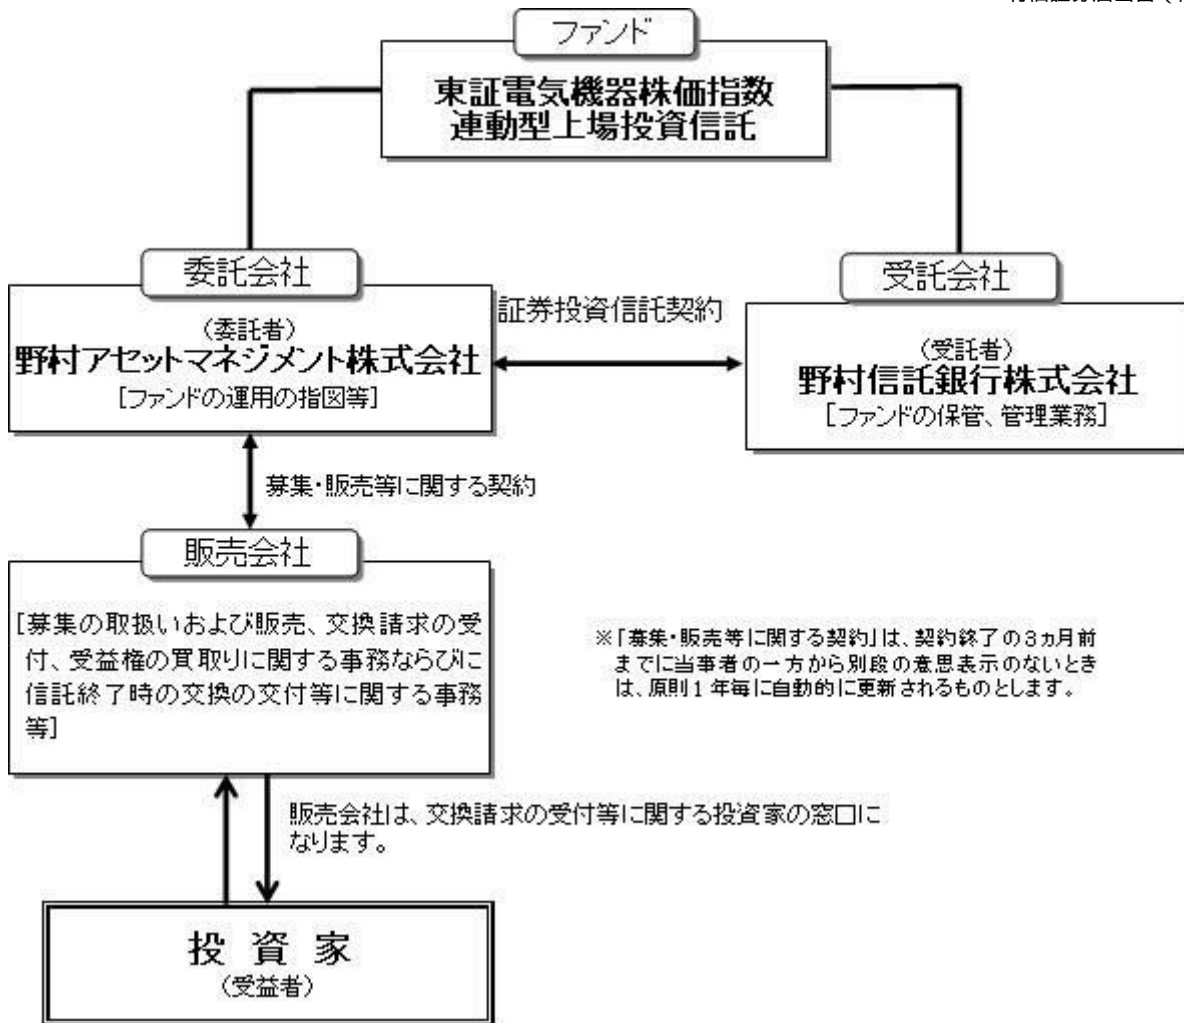 ファンド
東証電気機器株価指数
連動型上場投資信託
委託会社
(委託者)
野村アセットマネジメント株式会社
[ファンドの運用の指図等]
証券投資信託契約
受託会社
(受託者)
野村信託銀行株式会社
[ファンドの保管、管理業務]
募集・販売等に関する契約
販売会社
[募集の取扱いおよび販売、交換請求の受
付、受益権の買取りに関する事務ならびに
信託終了時の交換の交付等に関する事務
等]
※「募集・販売等に関する契約」は、契約終了の3ヵ月前
までに当事者の一方から別段の意思表示のないとき
は、原則1年毎に自動的に更新されるものとします。
販売会社は、交換請求の受付等に関する投資家の窓口に
なります。
投資家
(受益者)